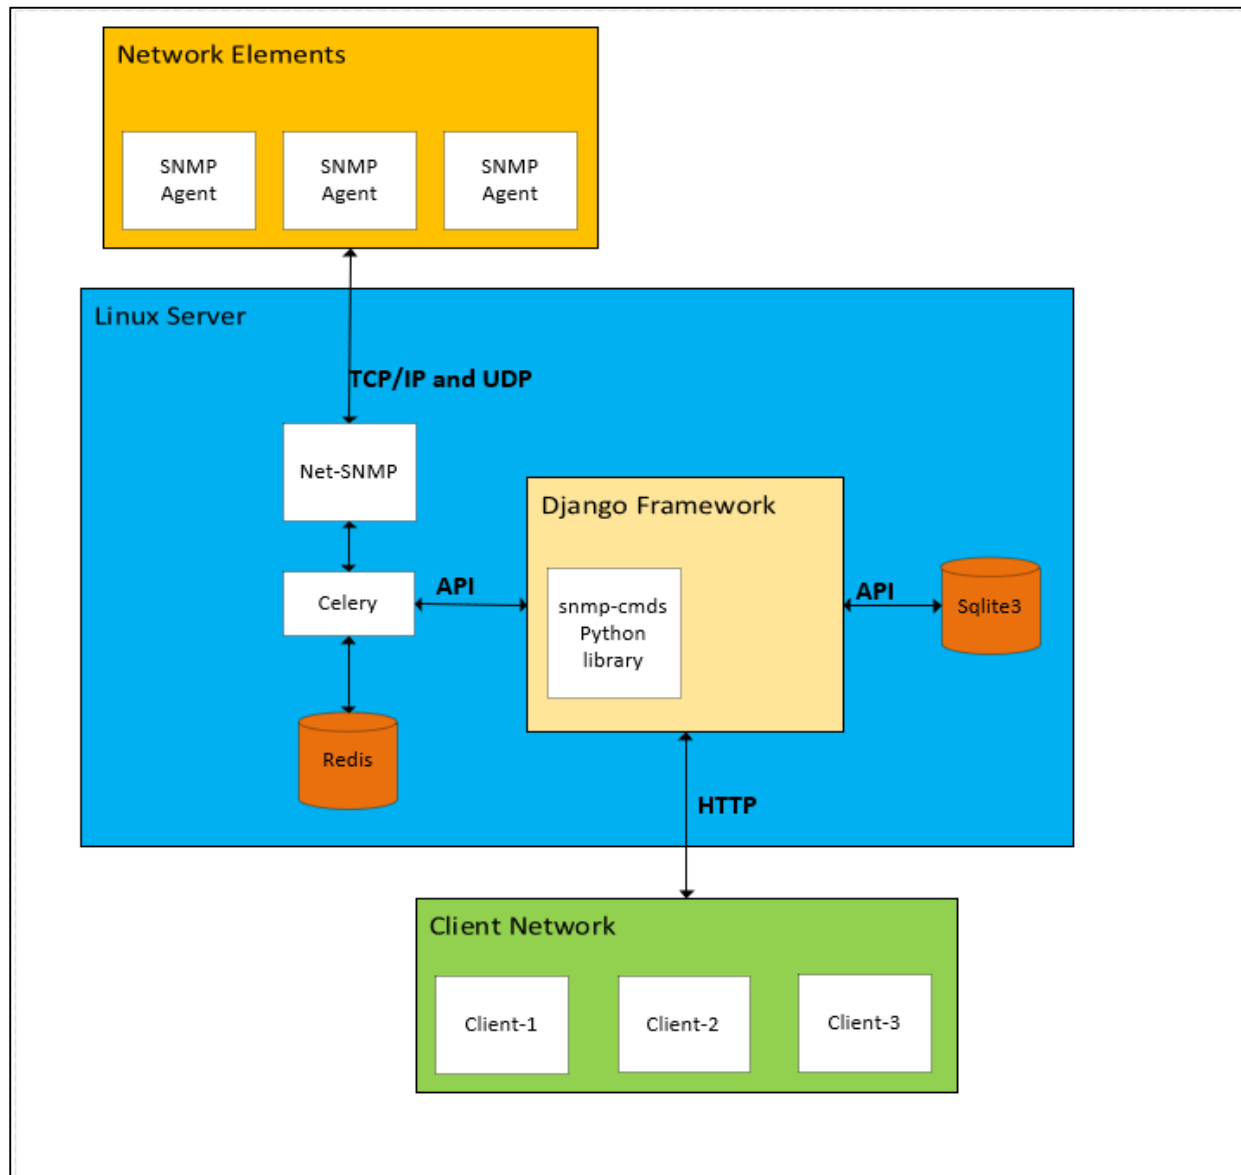 Network Elements
SNMP
Agent
SNMP
Agent
SNMP
Agent
Linux Server
TCP/IP and UDP
Net-SNMP
Django Framework
Celery
API
snmp-cmds
Python
library
API
Sqlite3
Redis
HTTP
Client Network
Client-1
Client-2
Client-3